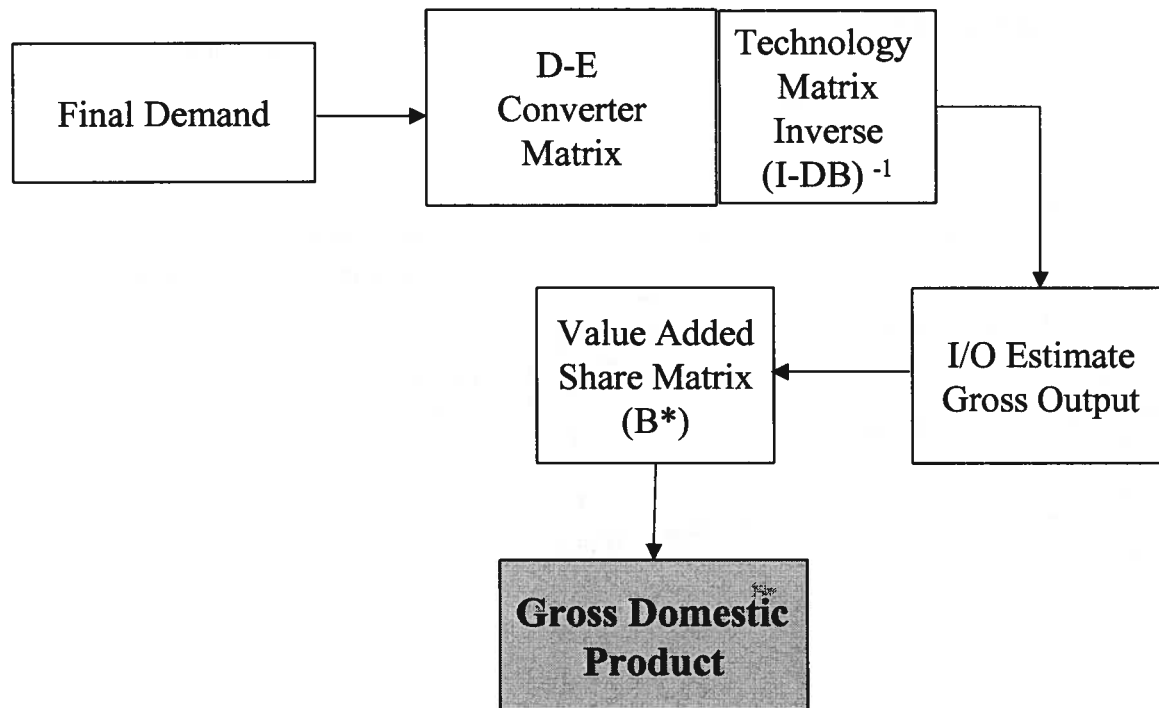 Final Demand
D-E
Converter
Matrix
Technology
Matrix
Inverse
(I-DB) -1
I/O Estimate
Gross Output
Value Added
Share Matrix
(B*)
Gross Domestic
Product